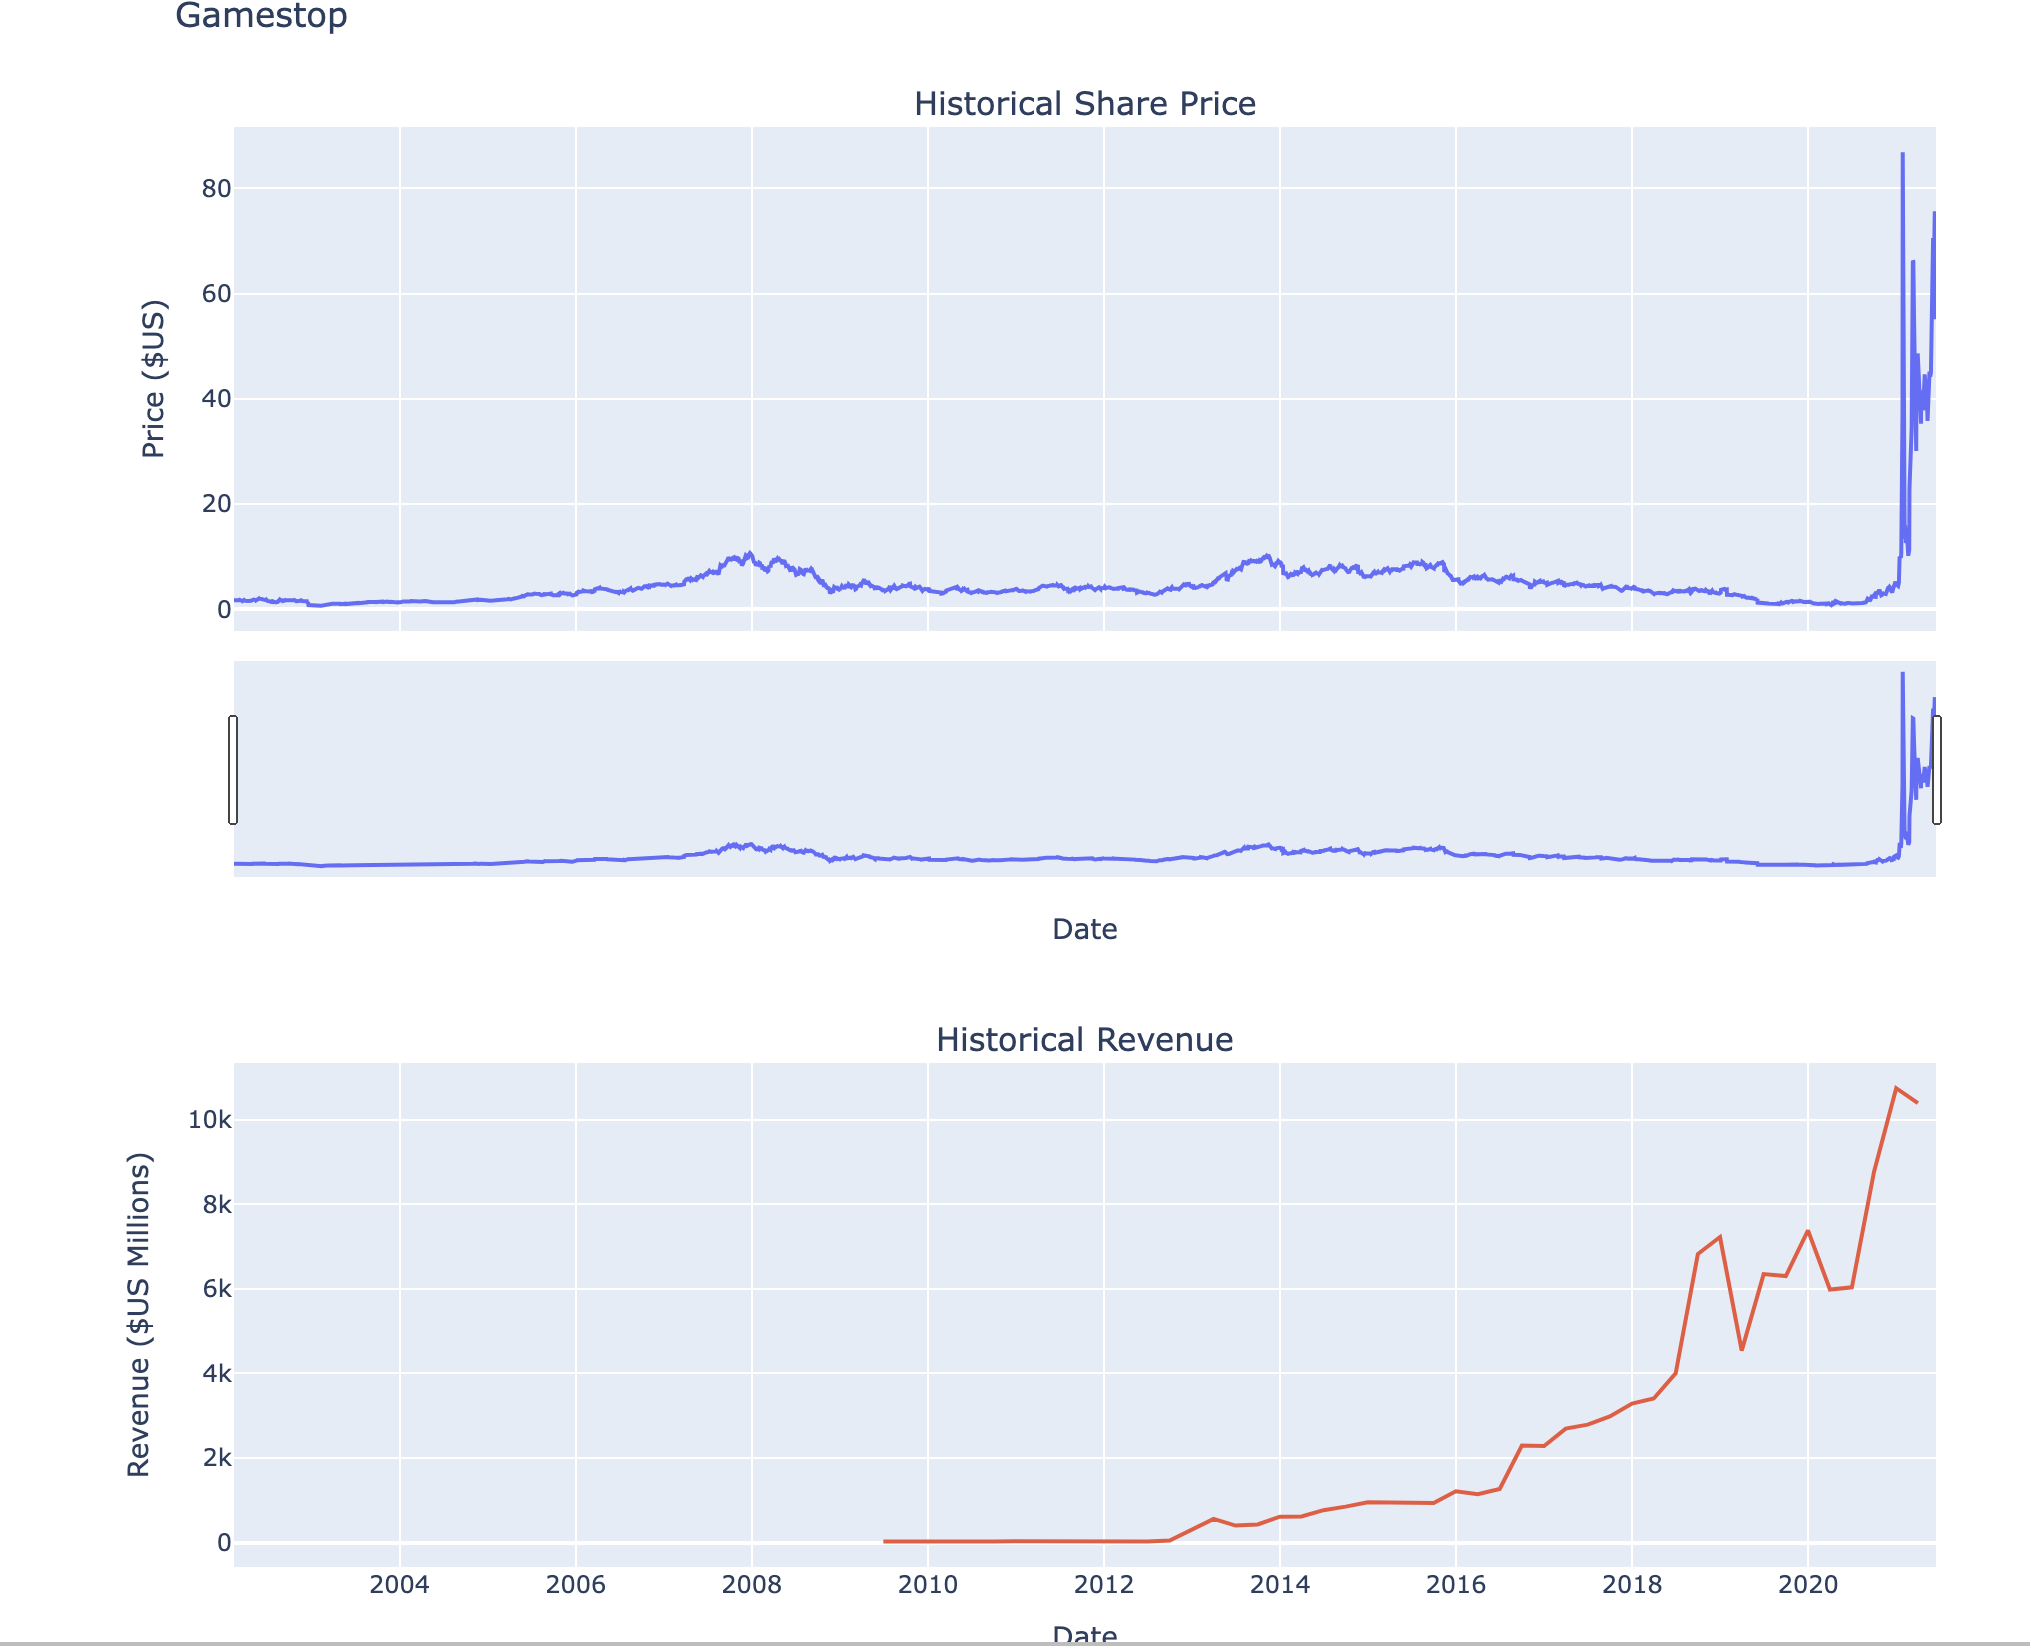 Gamestop
Historical Share Price
Price ($US)
80
60
40
20
0
Date
Historical Revenue
Revenue ($US Millions)
10k
8k
6k
4k
2k
0
2004 2006 2008 2010 2012 2014 2016 2018 2020
Date